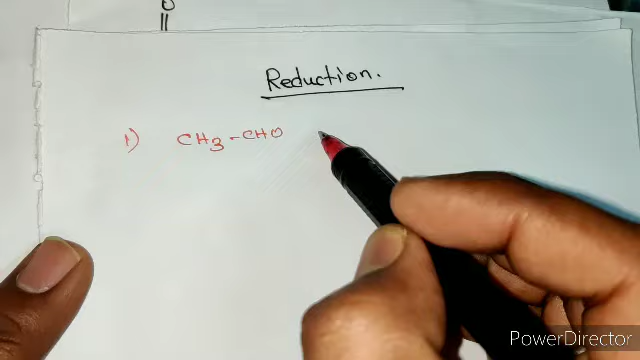 O
||
Reduction.
1) CH3-CHO
PowerDirector